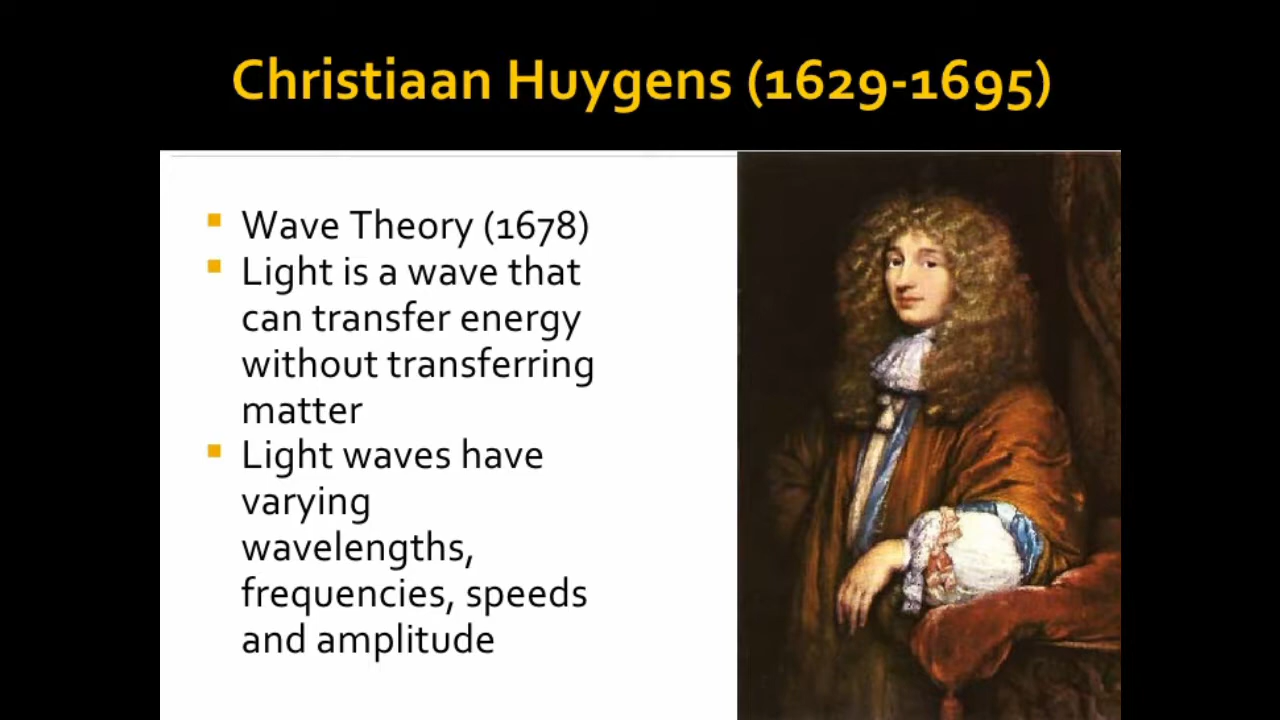 Christiaan Huygens (1629-1695)
Wave Theory (1678)
Light is a wave that
can transfer energy
without transferring
matter
Light waves have
varying
wavelengths,
frequencies, speeds
and amplitude